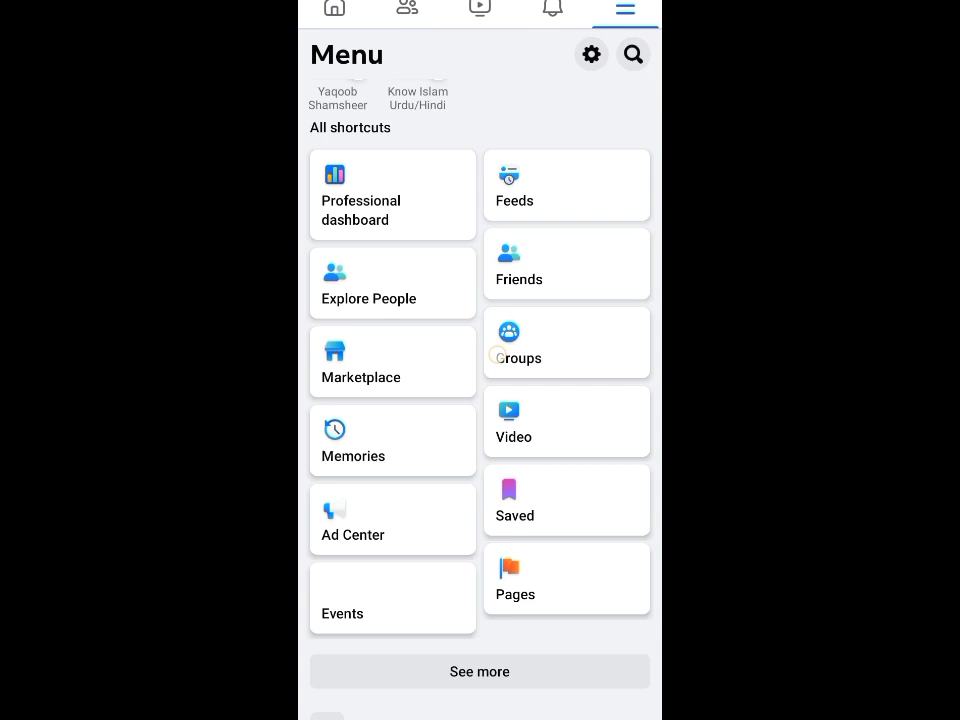 Menu
Yaqoob
Shamsheer
Know Islam
Urdu/Hindi
All shortcuts
Professional
dashboard
Feeds
Explore People
Friends
Marketplace
Groups
Memories
Video
Ad Center
Saved
Events
Pages
See more